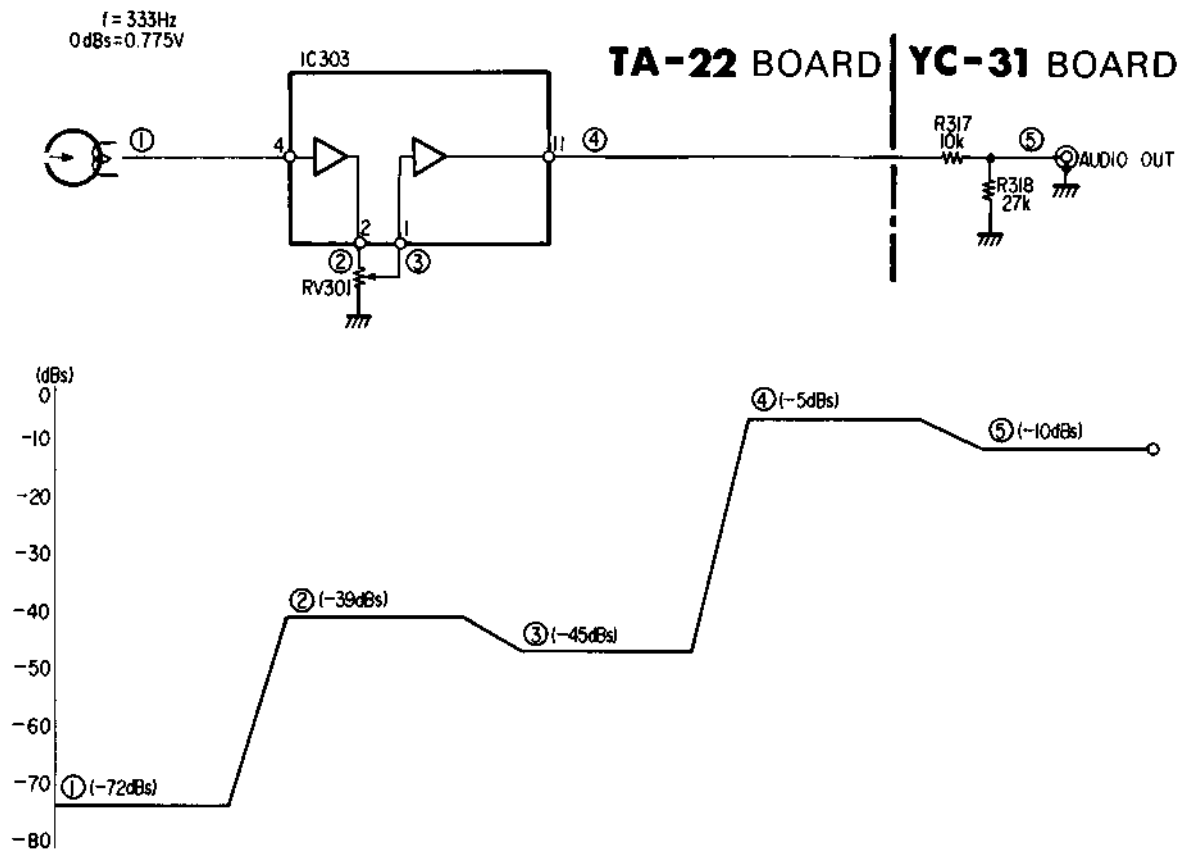 f = 333Hz
0 dBs=0.775V
IC303
TA-22 BOARD
YC-31 BOARD
①
4
11
④
R317
10k
⑤
AUDIO OUT
R318
27k
2
1
②
③
RV301
(dBs)
0
-10
-20
-30
-40
-50
-60
-70
-80
① (-72dBs)
② (-39dBs)
③ (-45dBs)
④ (-5dBs)
⑤ (-10dBs)